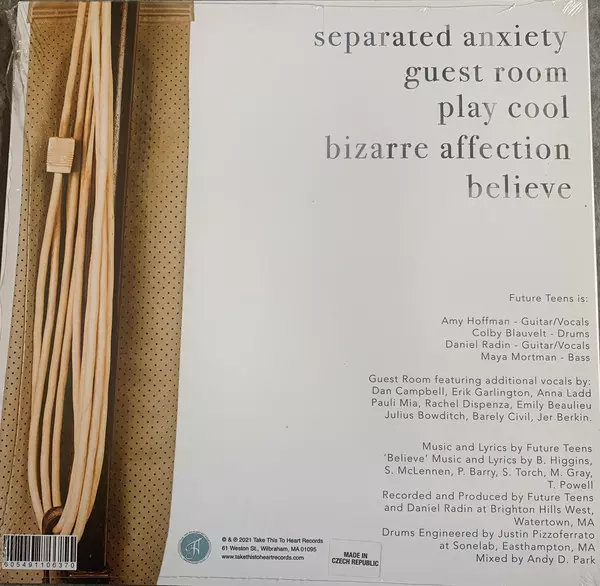 separated anxiety
guest room
play cool
bizarre affection
believe
Future Teens is:
Amy Hoffman - Guitar/Vocals
Colby Blauvelt - Drums
Daniel Radin - Guitar/Vocals
Maya Mortman - Bass
Guest Room featuring additional vocals by:
Dan Campbell, Erik Garlington, Anna Ladd
Pauli Mia, Rachel Dispenza, Emily Beaulieu
Julius Bowditch, Barely Civil, Jer Berkin.
Music and Lyrics by Future Teens
'Believe' Music and Lyrics by B. Higgins,
S. McLennen, P. Barry, S. Torch, M. Gray,
T. Powell
Recorded and Produced by Future Teens
and Daniel Radin at Brighton Hills West,
Watertown, MA
Drums Engineered by Justin Pizzoferrato
at Sonelab, Easthampton, MA
Mixed by Andy D. Park
© & ℗ 2021 Take This To Heart Records
61 Weston St., Wilbraham, MA 01095
www.takethistoheartrecords.com
MADE IN
CZECH REPUBLIC
605491106370